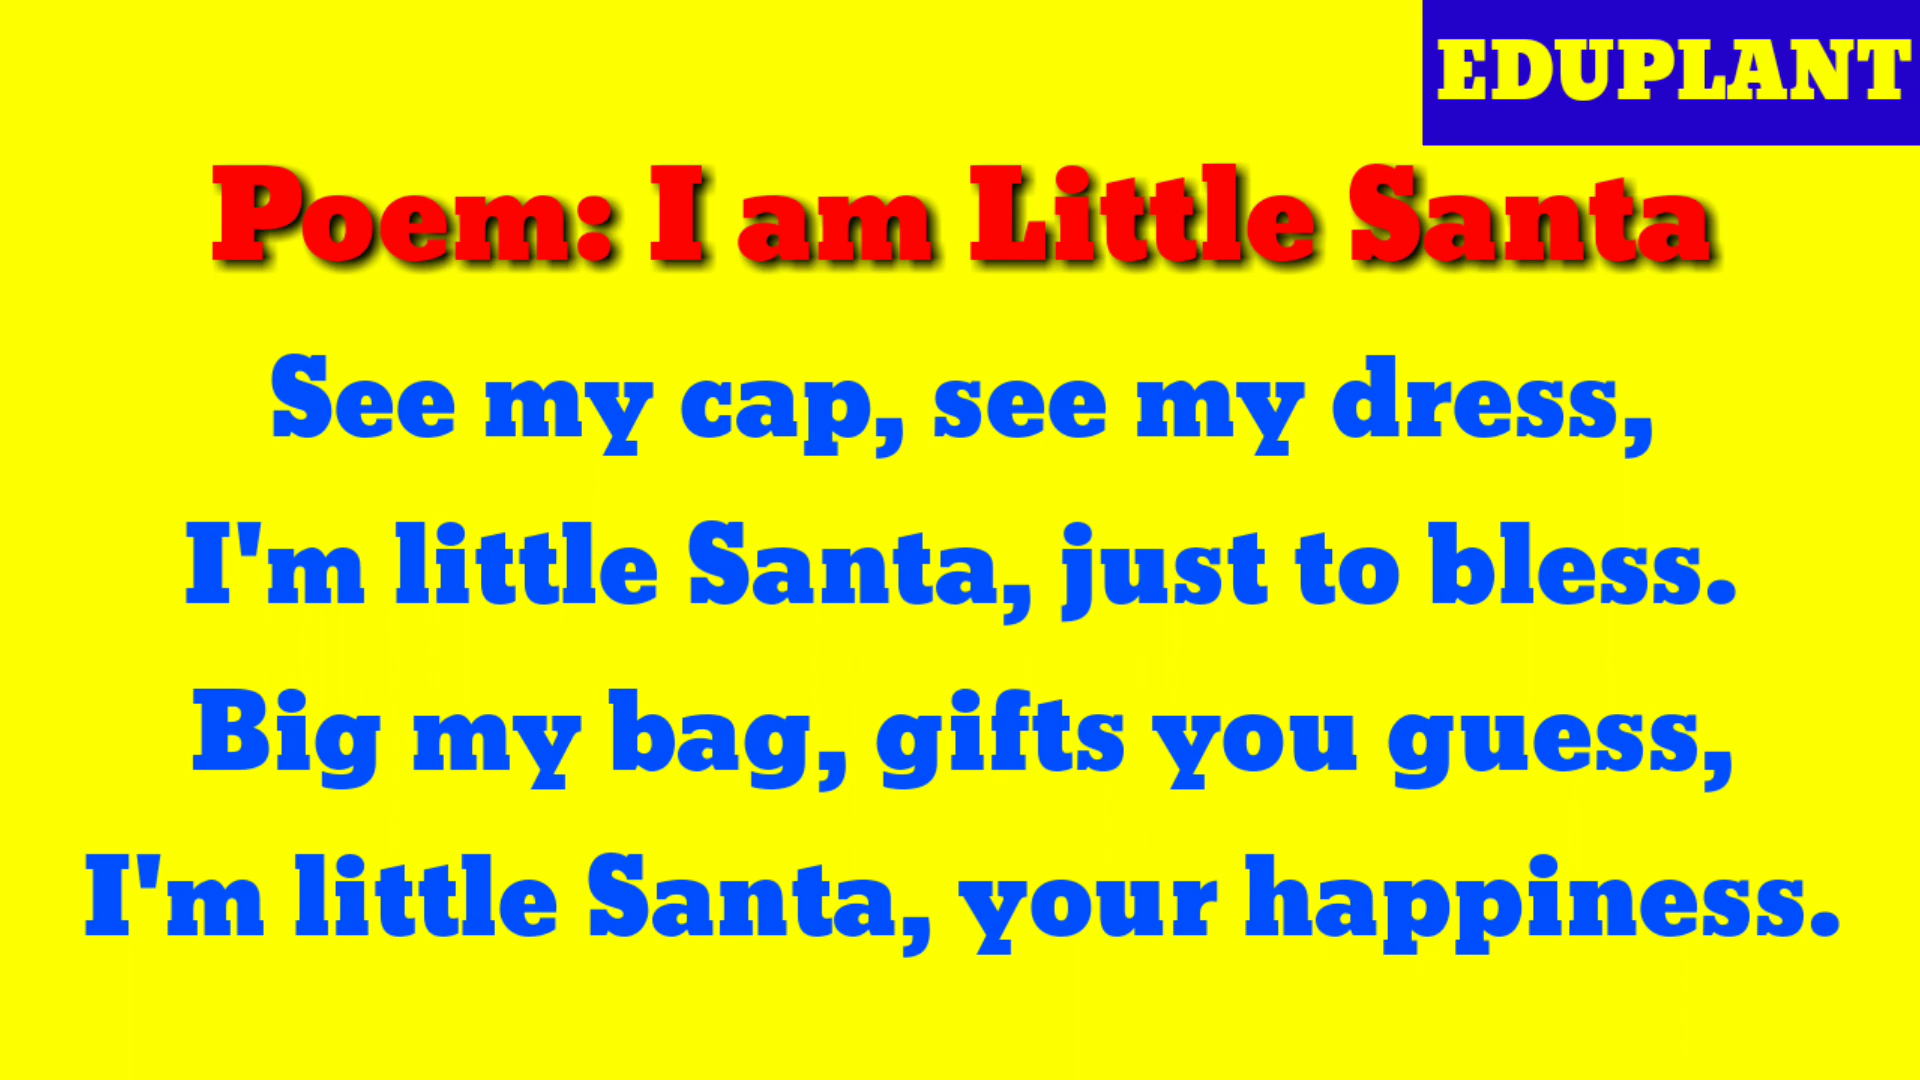 EDUPLANT
Poem: I am Little Santa
See my cap, see my dress,
I'm little Santa, just to bless.
Big my bag, gifts you guess,
I'm little Santa, your happiness.